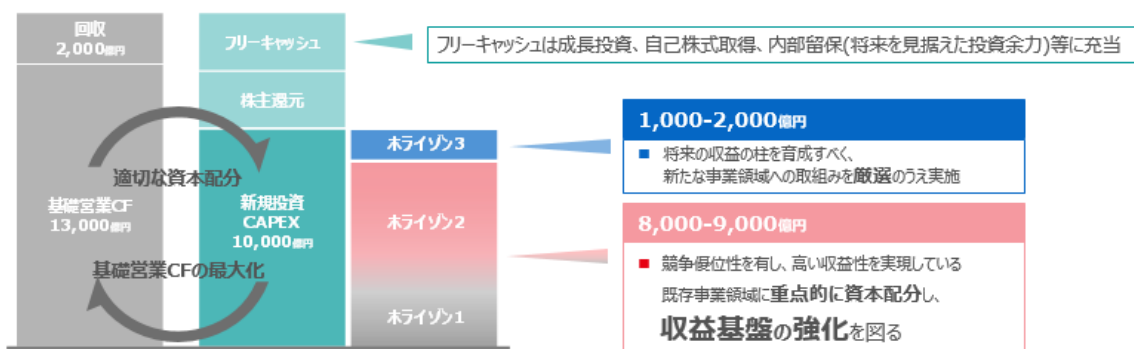 回収
2,000億円
フリーキャッシュ
フリーキャッシュは成長投資、自己株式取得、内部留保(将来を見据えた投資余力)等に充当
株主還元
ホライゾン3
1,000-2,000億円
■ 将来の収益の柱を育成すべく、
新たな事業領域への取組みを厳選のうえ実施
適切な資本配分
基礎営業CF
13,000億円
新規投資
CAPEX
10,000億円
ホライゾン2
8,000-9,000億円
基礎営業CFの最大化
■ 競争優位性を有し、高い収益性を実現している
既存事業領域に重点的に資本配分し、
収益基盤の強化を図る
ホライゾン1